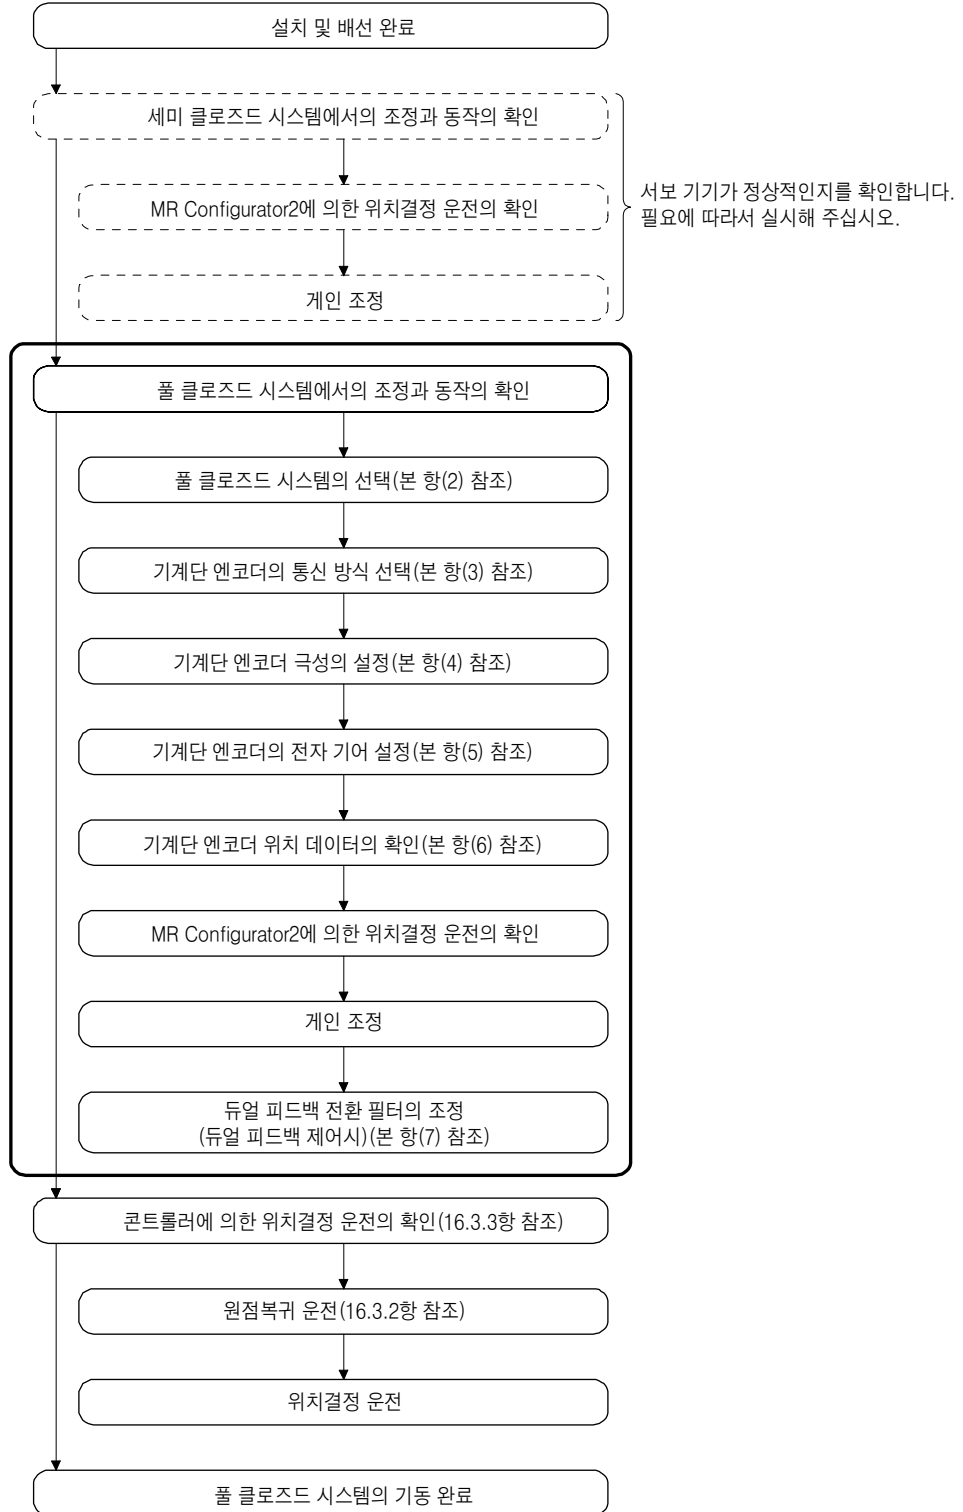 설치 및 배선 완료
세미 클로즈드 시스템에서의 조정과 동작의 확인
MR Configurator2에 의한 위치결정 운전의 확인
게인 조정
서보 기기가 정상적인지를 확인합니다.
필요에 따라서 실시해 주십시오.
풀 클로즈드 시스템에서의 조정과 동작의 확인
풀 클로즈드 시스템의 선택(본 항(2) 참조)
기계단 엔코더의 통신 방식 선택(본 항(3) 참조)
기계단 엔코더 극성의 설정(본 항(4) 참조)
기계단 엔코더의 전자 기어 설정(본 항(5) 참조)
기계단 엔코더 위치 데이터의 확인(본 항(6) 참조)
MR Configurator2에 의한 위치결정 운전의 확인
게인 조정
듀얼 피드백 전환 필터의 조정
(듀얼 피드백 제어시)(본 항(7) 참조)
콘트롤러에 의한 위치결정 운전의 확인(16.3.3항 참조)
원점복귀 운전(16.3.2항 참조)
위치결정 운전
풀 클로즈드 시스템의 기동 완료